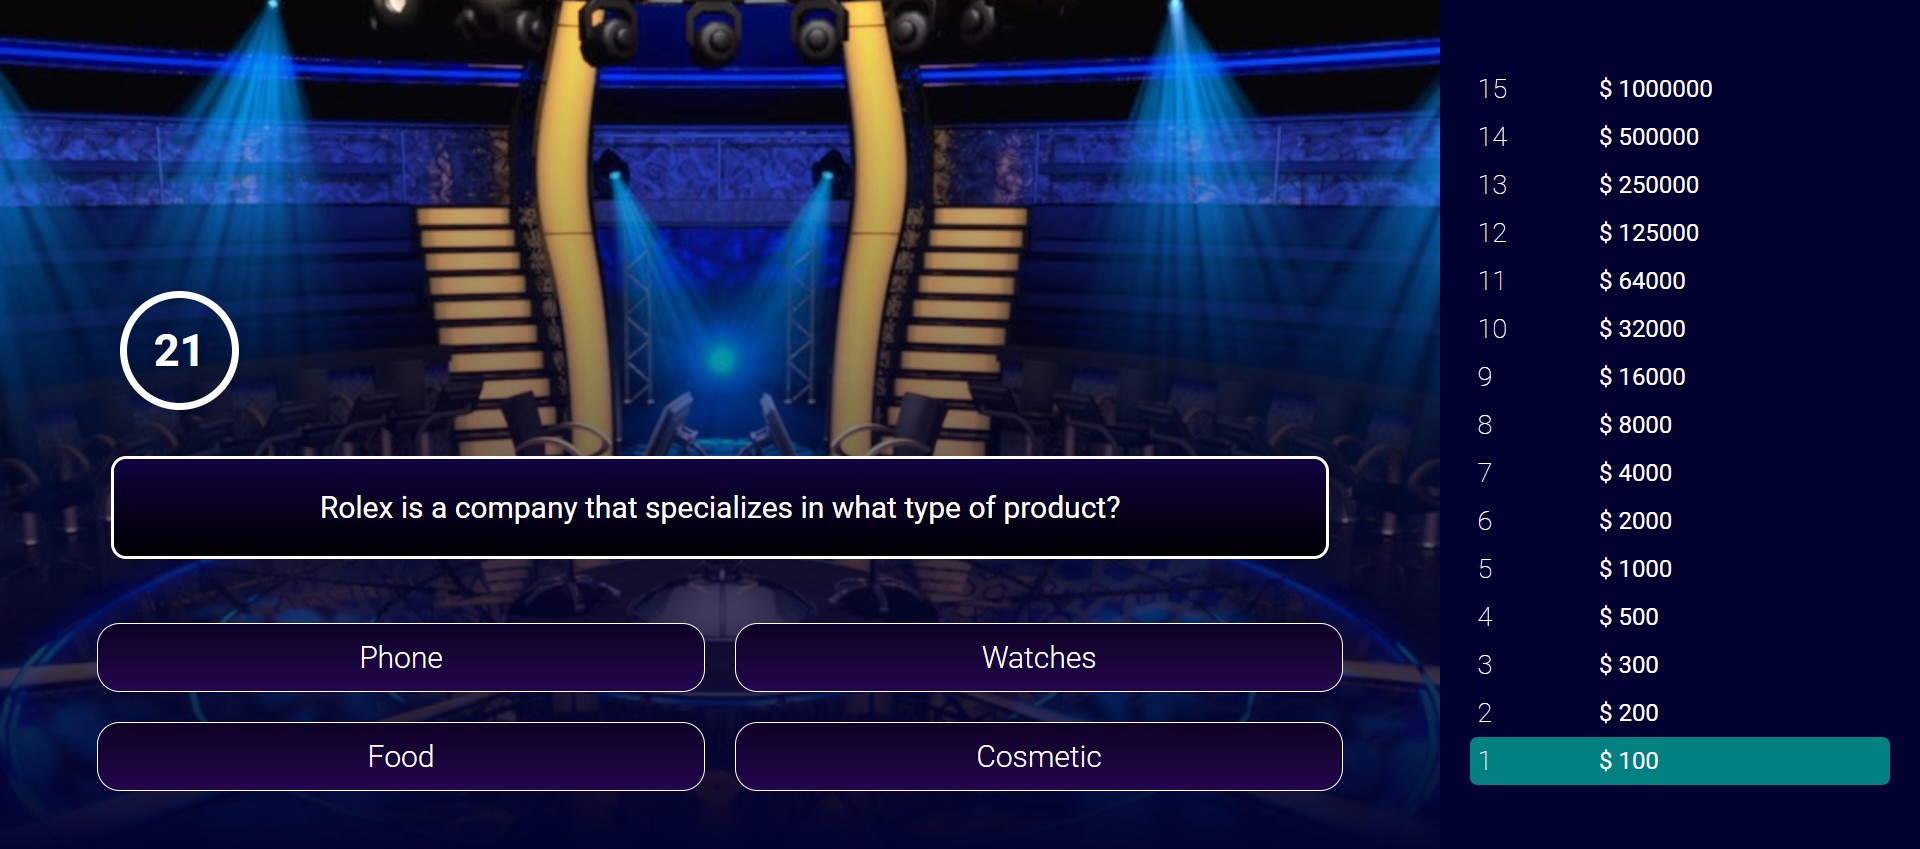 21
Rolex is a company that specializes in what type of product?
Phone
Watches
Food
Cosmetic
15 $ 1000000
14 $ 500000
13 $ 250000
12 $ 125000
11 $ 64000
10 $ 32000
9 $ 16000
8 $ 8000
7 $ 4000
6 $ 2000
5 $ 1000
4 $ 500
3 $ 300
2 $ 200
1 $ 100